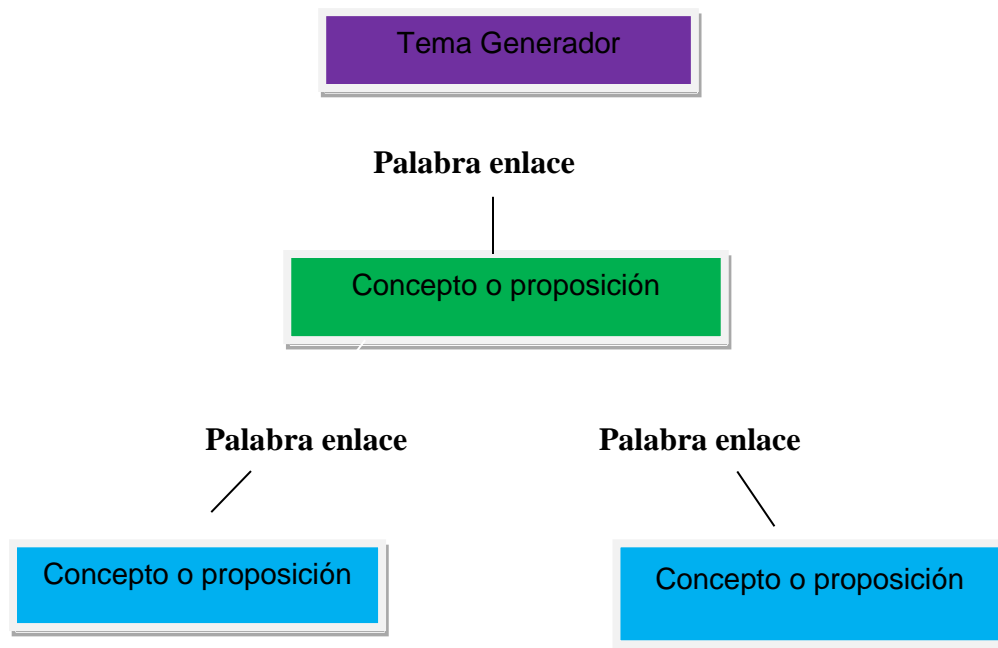 Tema Generador
Palabra enlace
Concepto o proposición
Palabra enlace
Palabra enlace
Concepto o proposición
Concepto o proposición